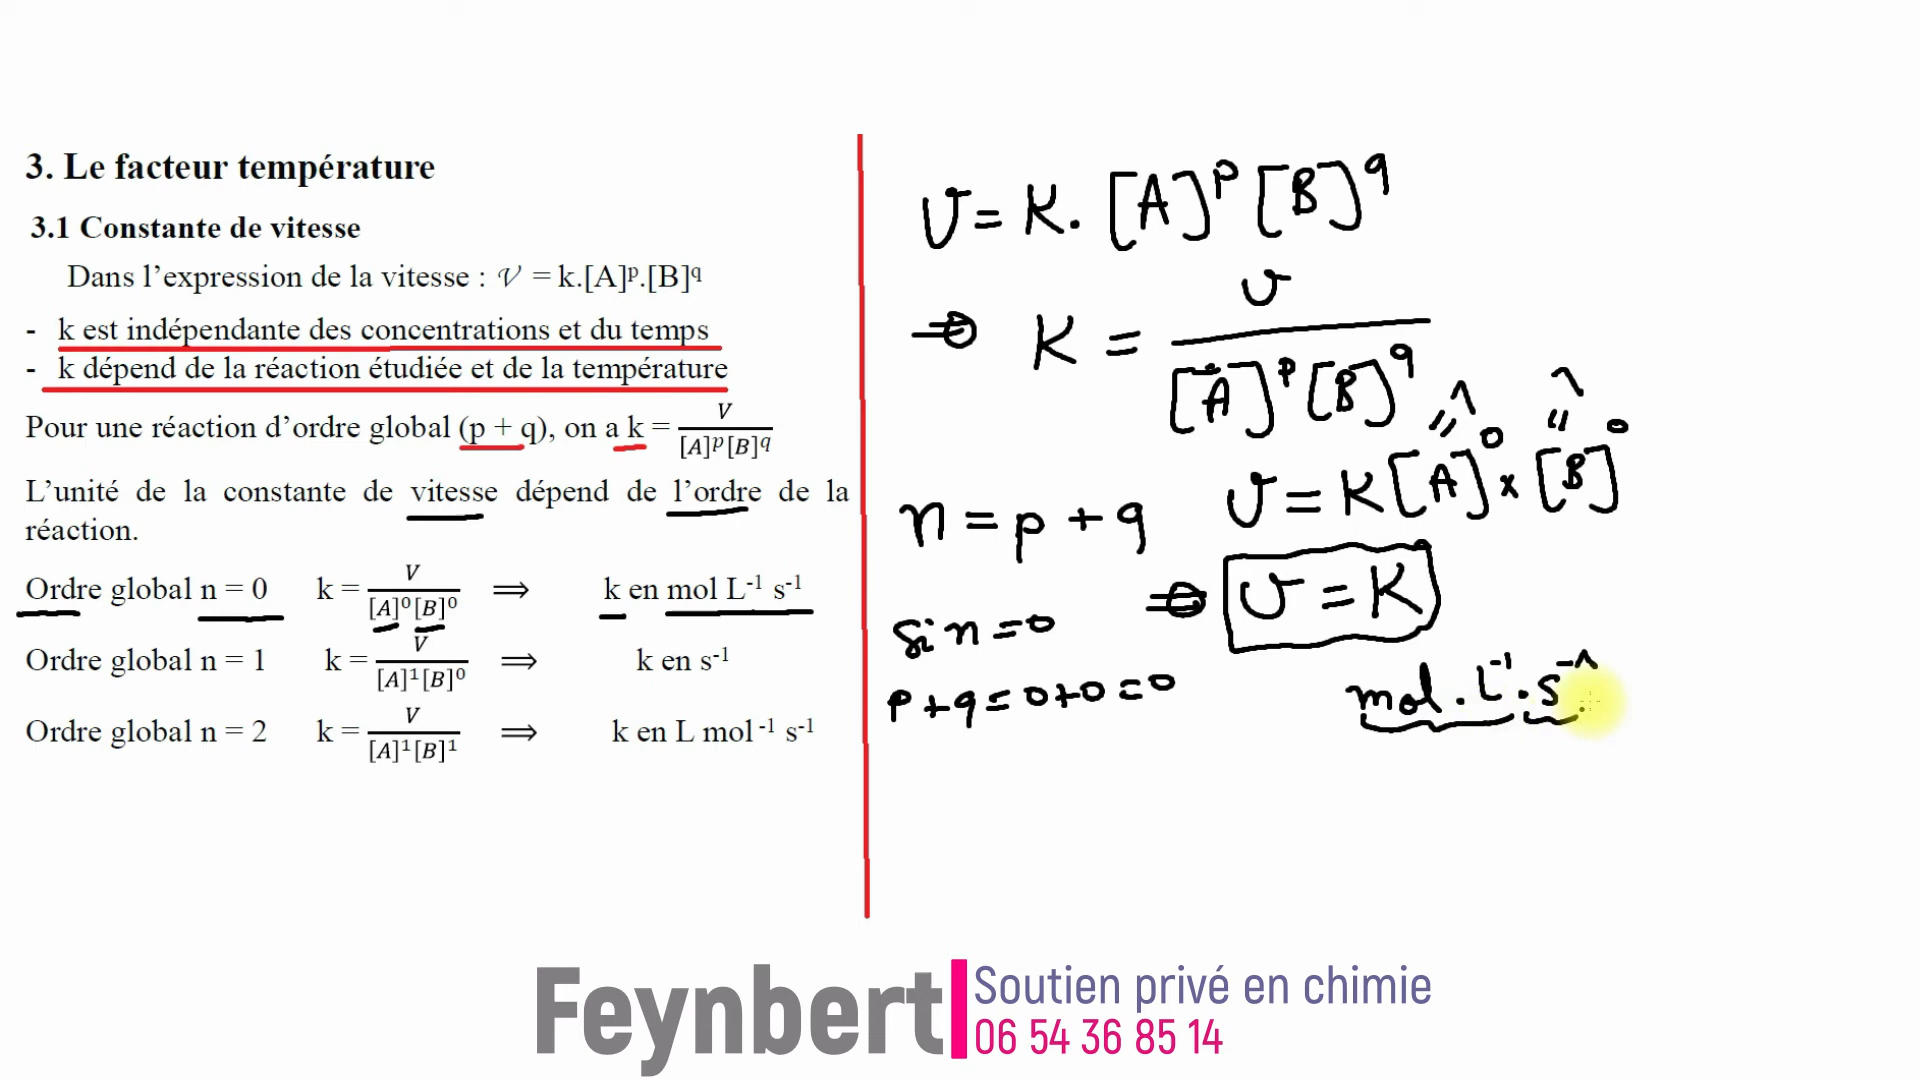 3. Le facteur température
3.1 Constante de vitesse
Dans l’expression de la vitesse : 𝒱 = k.[A]ᵖ.[B]^q
- k est indépendante des concentrations et du temps
- k dépend de la réaction étudiée et de la température
Pour une réaction d’ordre global (p + q), on a k = V / [A]^p[B]^q
L’unité de la constante de vitesse dépend de l’ordre de la
réaction.
Ordre global n = 0 k = V / [A]^0[B]^0 ⟹ k en mol L⁻¹ s⁻¹
Ordre global n = 1 k = V / [A]^1[B]^0 ⟹ k en s⁻¹
Ordre global n = 2 k = V / [A]^1[B]^1 ⟹ k en L mol⁻¹ s⁻¹
V = K. [A]^p [B]^q
⇒ K = v / [A]^p [B]^q
1 1
" "
n = p + q
v = K [A]^0 x [B]^0
⇒ v = K
si n = 0
p + q = 0 + 0 = 0
mol . L⁻¹ . s⁻¹
Feynbert
Soutien privé en chimie
06 54 36 85 14